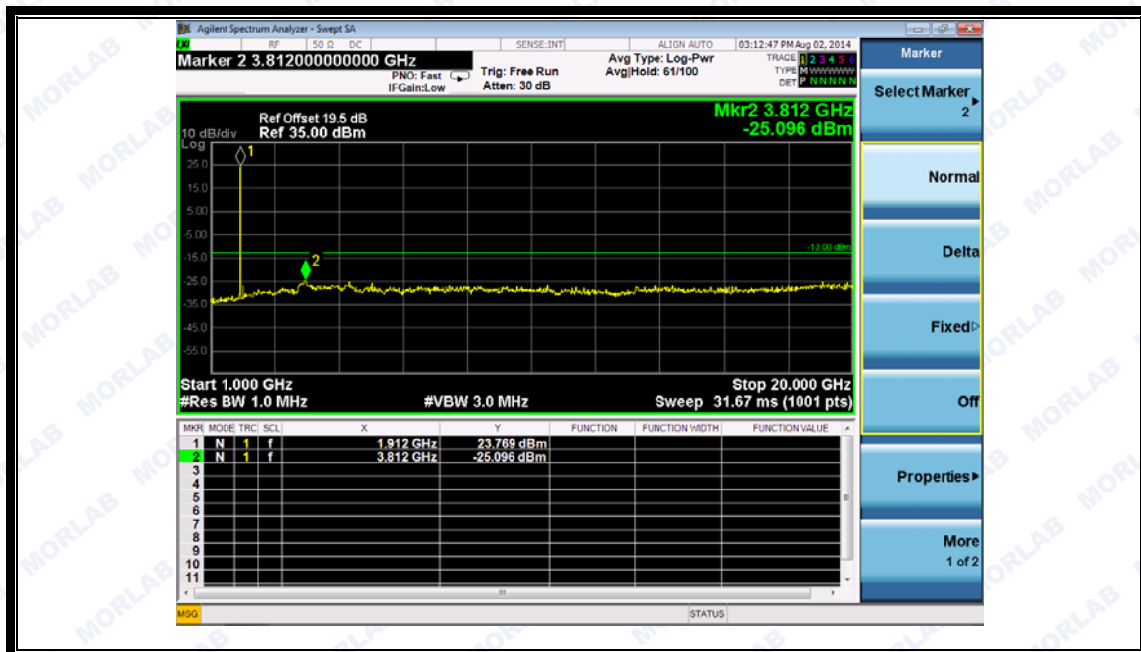 Agilent Spectrum Analyzer - Swept SA
LXI RF 50 Ω DC SENSE:INT ALIGN AUTO 03:12:47 PM Aug 02, 2014
Marker 2 3.812000000000 GHz
PNO: Fast
IFGain:Low
Trig: Free Run
Atten: 30 dB
Avg Type: Log-Pwr
Avg|Hold: 61/100
TRACE 1 2 3 4 5 6
TYPE M WWWWW
DET P N N N N N
Ref Offset 19.5 dB
10 dB/div Ref 35.00 dBm
Log
Mkr2 3.812 GHz
-25.096 dBm
1
25.0
15.0
5.00
-5.00
-13.00 dBm
-15.0
2
-25.0
-35.0
-45.0
-55.0
Start 1.000 GHz Stop 20.000 GHz
#Res BW 1.0 MHz #VBW 3.0 MHz Sweep 31.67 ms (1001 pts)
MKR MODE TRC SCL X Y FUNCTION FUNCTION WIDTH FUNCTION VALUE
1 N 1 f 1.912 GHz 23.769 dBm
2 N 1 f 3.812 GHz -25.096 dBm
3
4
5
6
7
8
9
10
11
MSG STATUS
Marker
Select Marker
2
Normal
Delta
Fixed
Off
Properties
More
1 of 2
MORLAB